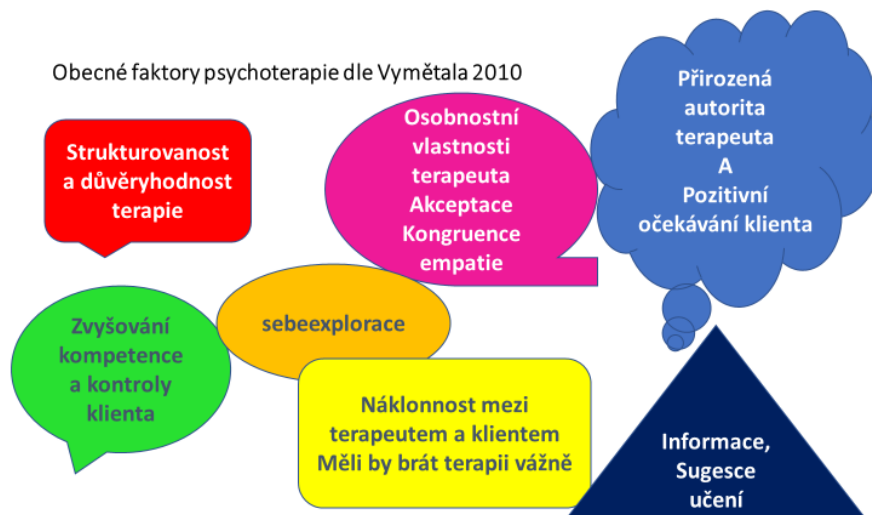 Obecné faktory psychoterapie dle Vymětala 2010
Strukturovanost
a důvěryhodnost
terapie
Osobnostní
vlastnosti
terapeuta
Akceptace
Kongruence
empatie
Přirozená
autorita
terapeuta
A
Pozitivní
očekávání klienta
Zvyšování
kompetence
a kontroly
klienta
sebeexplorace
Náklonnost mezi
terapeutem a klientem
Měli by brát terapii vážně
Informace,
Sugesce
učení